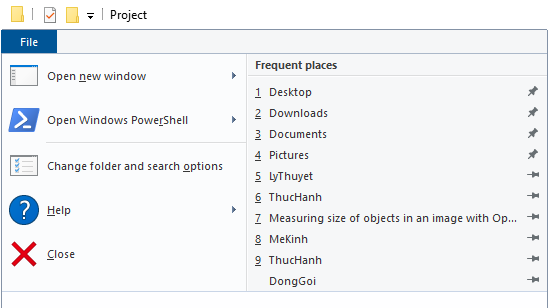 Project
File
Open new window
Open Windows PowerShell
Change folder and search options
Help
Close
Frequent places
1 Desktop
2 Downloads
3 Documents
4 Pictures
5 LyThuyet
6 ThucHanh
7 Measuring size of objects in an image with Op...
8 MeKinh
9 ThucHanh
DongGoi